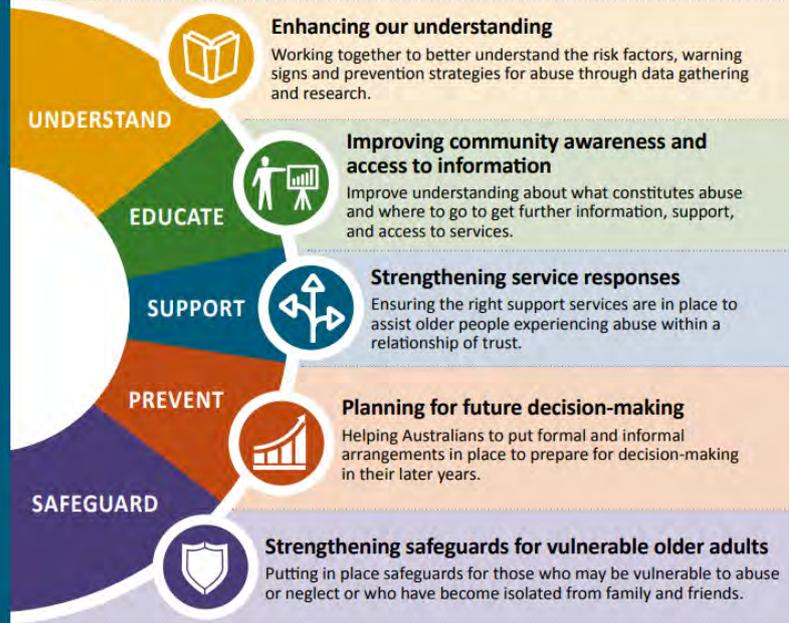 UNDERSTAND
Enhancing our understanding
Working together to better understand the risk factors, warning
signs and prevention strategies for abuse through data gathering
and research.
EDUCATE
Improving community awareness and
access to information
Improve understanding about what constitutes abuse
and where to go to get further information, support,
and access to services.
SUPPORT
Strengthening service responses
Ensuring the right support services are in place to
assist older people experiencing abuse within a
relationship of trust.
PREVENT
Planning for future decision-making
Helping Australians to put formal and informal
arrangements in place to prepare for decision-making
in their later years.
SAFEGUARD
Strengthening safeguards for vulnerable older adults
Putting in place safeguards for those who may be vulnerable to abuse
or neglect or who have become isolated from family and friends.